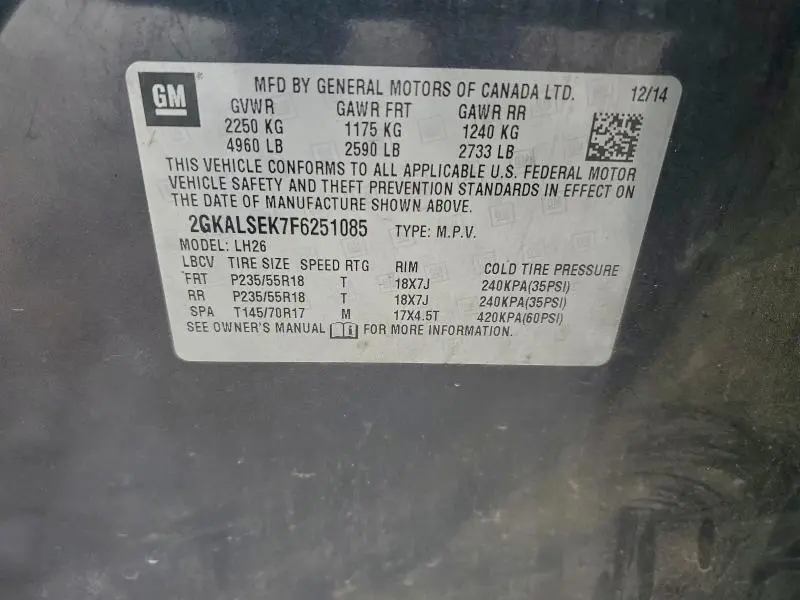 GM
MFD BY GENERAL MOTORS OF CANADA LTD. 12/14
GVWR GAWR FRT GAWR RR
2250 KG 1175 KG 1240 KG
4960 LB 2590 LB 2733 LB
THIS VEHICLE CONFORMS TO ALL APPLICABLE U.S. FEDERAL MOTOR
VEHICLE SAFETY AND THEFT PREVENTION STANDARDS IN EFFECT ON
THE DATE OF MANUFACTURE SHOWN ABOVE.
2GKALSEK7F6251085 TYPE: M.P.V.
MODEL: LH26
LBCV TIRE SIZE SPEED RTG RIM COLD TIRE PRESSURE
FRT P235/55R18 T 18X7J 240KPA(35PSI)
RR P235/55R18 T 18X7J 240KPA(35PSI)
SPA T145/70R17 M 17X4.5T 420KPA(60PSI)
SEE OWNER'S MANUAL FOR MORE INFORMATION.